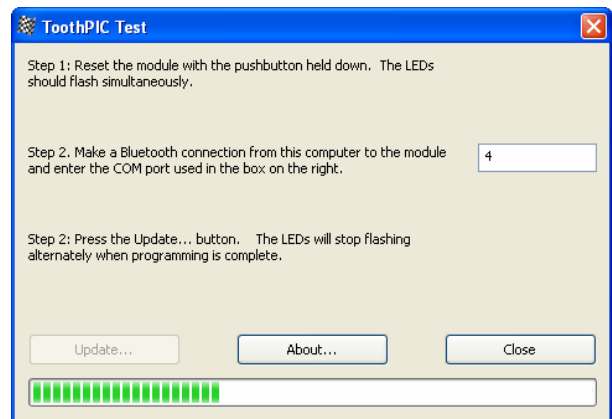 ToothPIC Test
Step 1: Reset the module with the pushbutton held down.  The LEDs
should flash simultaneously.
Step 2. Make a Bluetooth connection from this computer to the module
and enter the COM port used in the box on the right.
4
Step 2: Press the Update... button.   The LEDs will stop flashing
alternately when programming is complete.
Update...
About...
Close